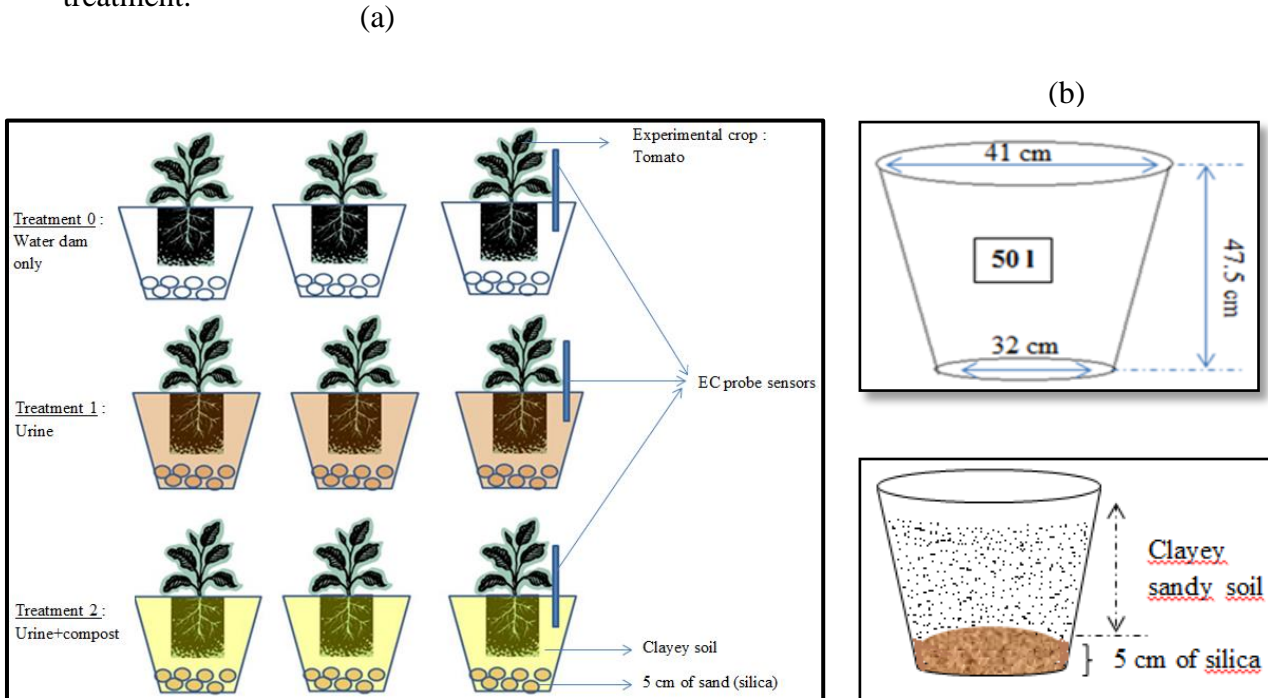 treatment.
(a)
Experimental crop :
Tomato
Treatment 0 :
Water dam
only
Treatment 1 :
Urine
EC probe sensors
Treatment 2 :
Urine+compost
Clayey soil
5 cm of sand (silica)
(b)
41 cm
50 l
47.5 cm
32 cm
Clayey
sandy soil
5 cm of silica